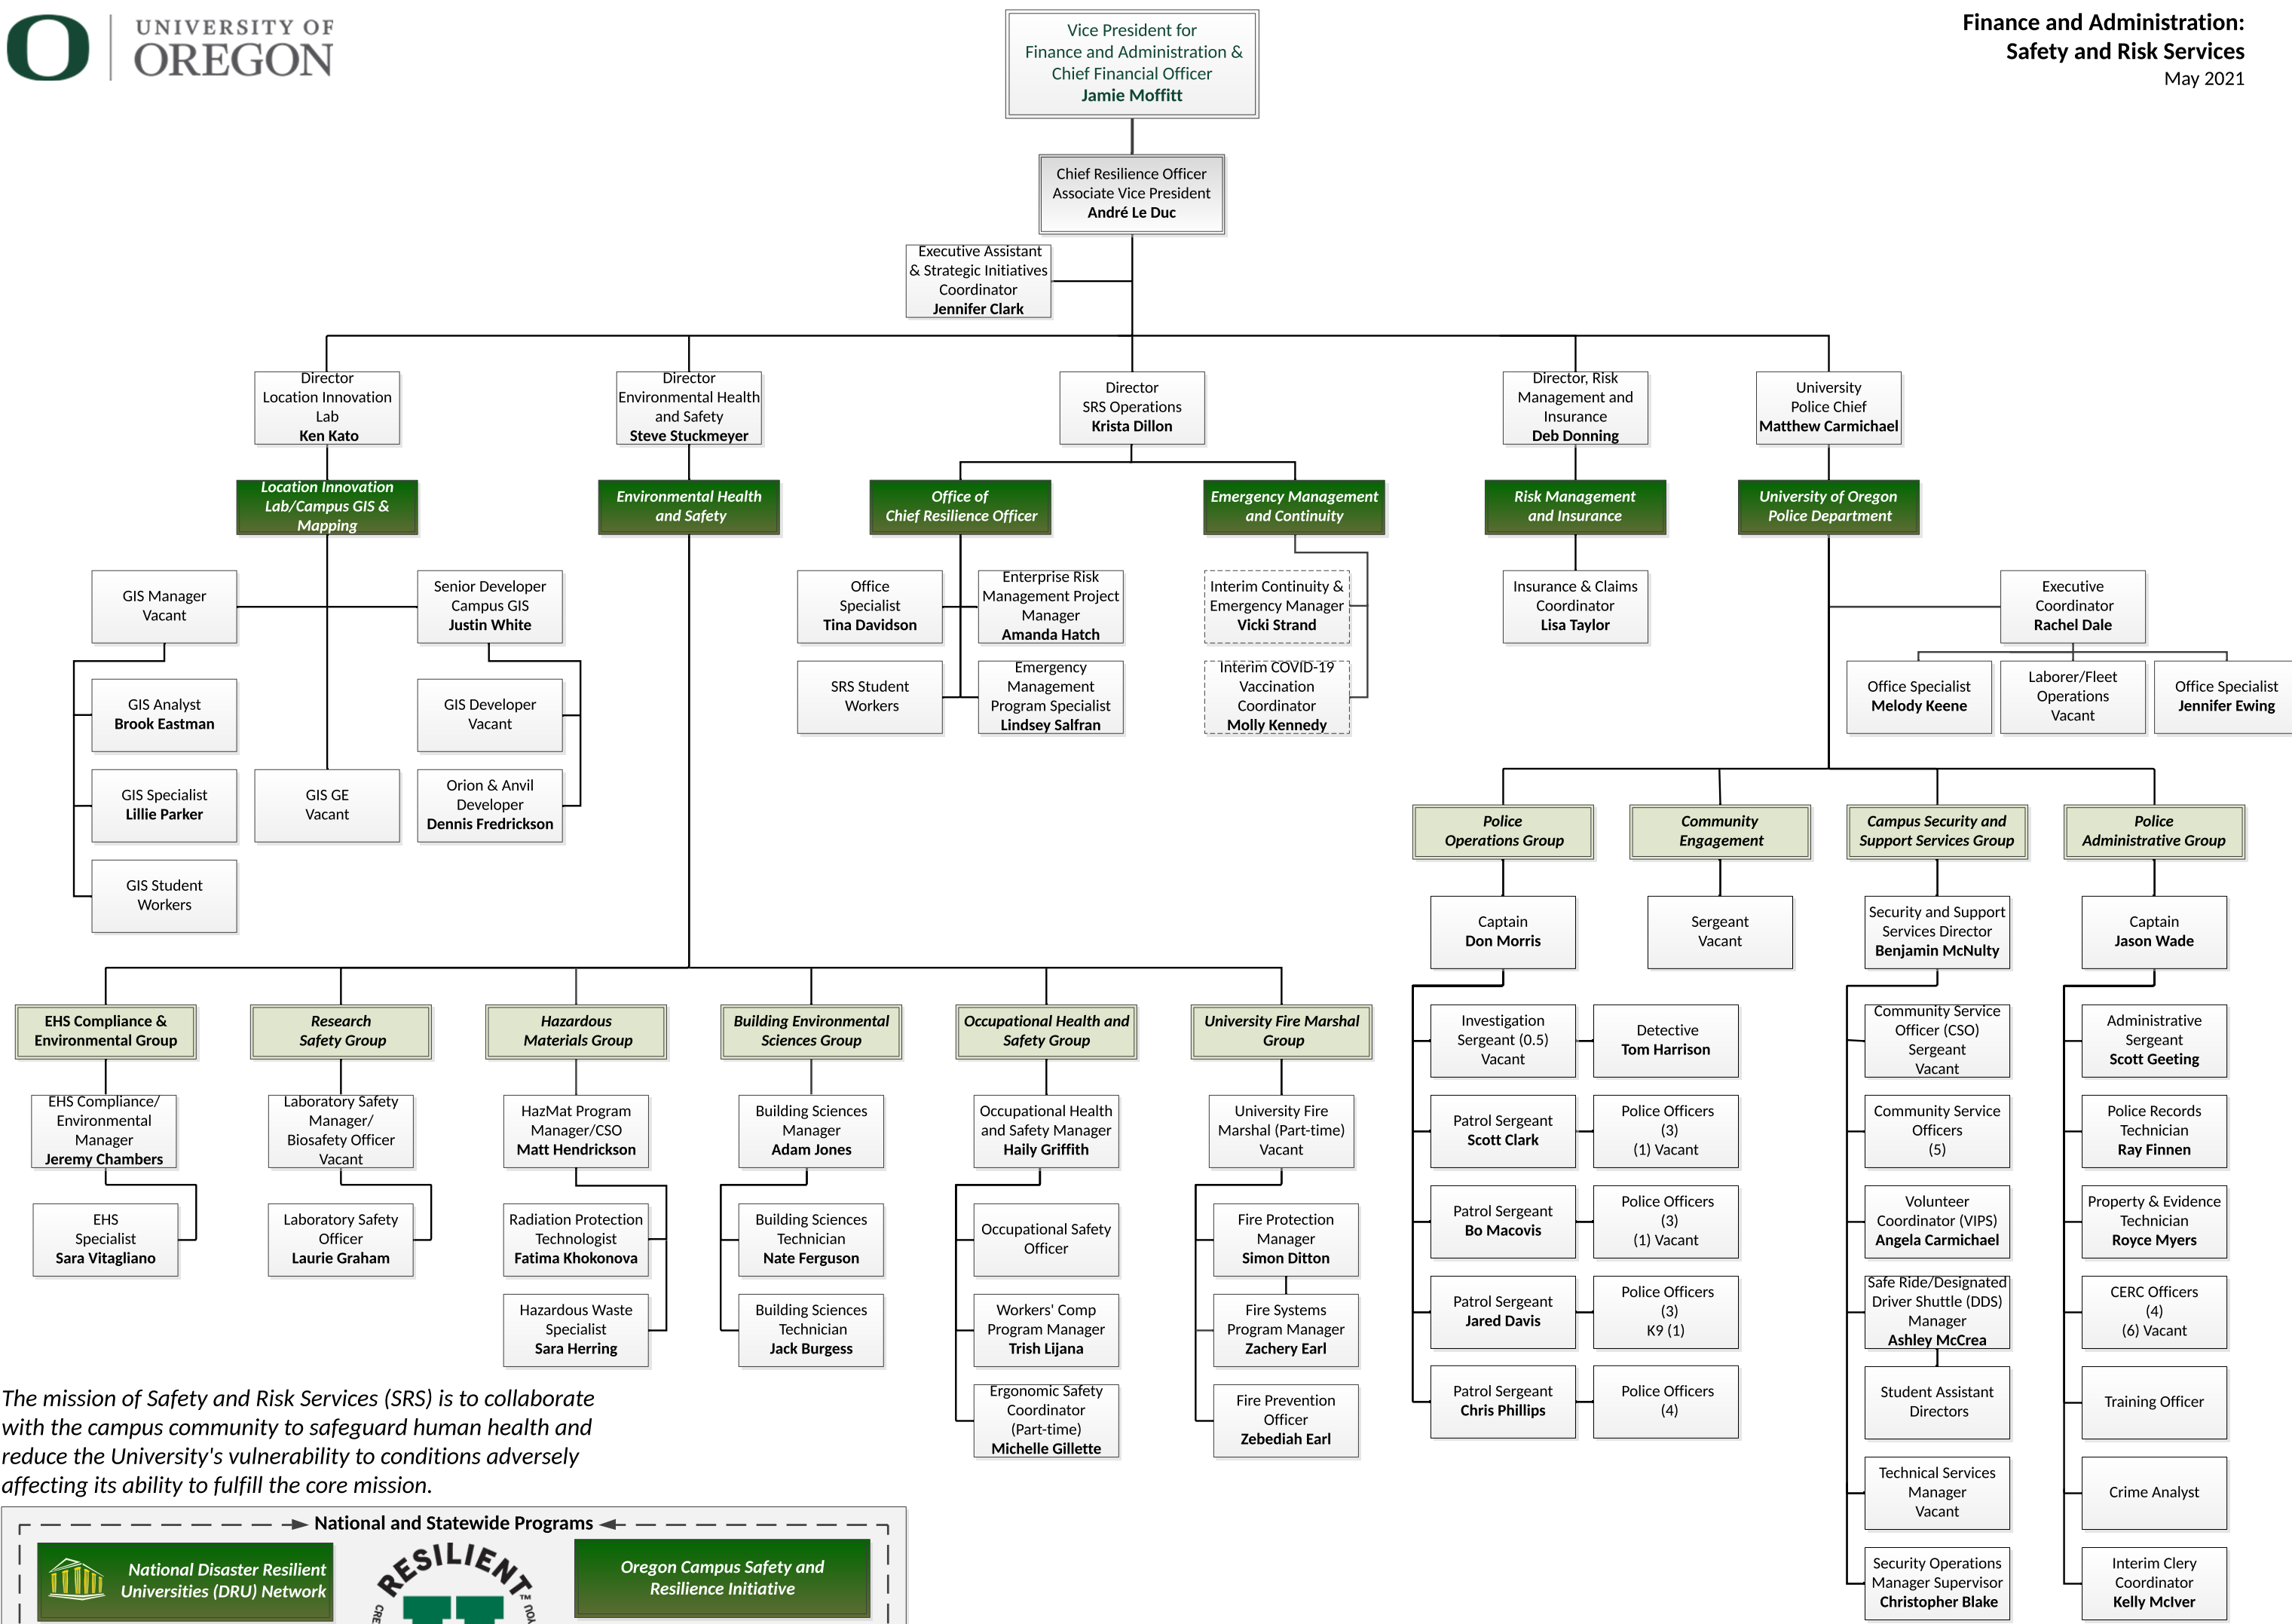 UNIVERSITY OF
OREGON
Finance and Administration:
Safety and Risk Services
May 2021
Vice President for
Finance and Administration &
Chief Financial Officer
Jamie Moffitt
Chief Resilience Officer
Associate Vice President
André Le Duc
Executive Assistant
& Strategic Initiatives
Coordinator
Jennifer Clark
Director
Location Innovation
Lab
Ken Kato
Director
Environmental Health
and Safety
Steve Stuckmeyer
Director
SRS Operations
Krista Dillon
Director, Risk
Management and
Insurance
Deb Donning
University
Police Chief
Matthew Carmichael
Location Innovation
Lab/Campus GIS &
Mapping
Environmental Health
and Safety
Office of
Chief Resilience Officer
Emergency Management
and Continuity
Risk Management
and Insurance
University of Oregon
Police Department
GIS Manager
Vacant
Senior Developer
Campus GIS
Justin White
Office
Specialist
Tina Davidson
Enterprise Risk
Management Project
Manager
Amanda Hatch
Interim Continuity &
Emergency Manager
Vicki Strand
Insurance & Claims
Coordinator
Lisa Taylor
Executive
Coordinator
Rachel Dale
GIS Analyst
Brook Eastman
GIS Developer
Vacant
SRS Student
Workers
Emergency
Management
Program Specialist
Lindsey Salfran
Interim COVID-19
Vaccination
Coordinator
Molly Kennedy
Office Specialist
Melody Keene
Laborer/Fleet
Operations
Vacant
Office Specialist
Jennifer Ewing
GIS Specialist
Lillie Parker
GIS GE
Vacant
Orion & Anvil
Developer
Dennis Fredrickson
GIS Student
Workers
Police
Operations Group
Community
Engagement
Campus Security and
Support Services Group
Police
Administrative Group
Captain
Don Morris
Sergeant
Vacant
Security and Support
Services Director
Benjamin McNulty
Captain
Jason Wade
EHS Compliance &
Environmental Group
Research
Safety Group
Hazardous
Materials Group
Building Environmental
Sciences Group
Occupational Health and
Safety Group
University Fire Marshal
Group
EHS Compliance/
Environmental
Manager
Jeremy Chambers
Laboratory Safety
Manager/
Biosafety Officer
Vacant
HazMat Program
Manager/CSO
Matt Hendrickson
Building Sciences
Manager
Adam Jones
Occupational Health
and Safety Manager
Haily Griffith
University Fire
Marshal (Part-time)
Vacant
EHS
Specialist
Sara Vitagliano
Laboratory Safety
Officer
Laurie Graham
Radiation Protection
Technologist
Fatima Khokonova
Building Sciences
Technician
Nate Ferguson
Occupational Safety
Officer
Fire Protection
Manager
Simon Ditton
Hazardous Waste
Specialist
Sara Herring
Building Sciences
Technician
Jack Burgess
Workers' Comp
Program Manager
Trish Lijana
Fire Systems
Program Manager
Zachery Earl
Ergonomic Safety
Coordinator
(Part-time)
Michelle Gillette
Fire Prevention
Officer
Zebediah Earl
Investigation
Sergeant (0.5)
Vacant
Detective
Tom Harrison
Community Service
Officer (CSO)
Sergeant
Vacant
Administrative
Sergeant
Scott Geeting
Patrol Sergeant
Scott Clark
Police Officers
(3)
(1) Vacant
Community Service
Officers
(5)
Police Records
Technician
Ray Finnen
Patrol Sergeant
Bo Macovis
Police Officers
(3)
(1) Vacant
Volunteer
Coordinator (VIPS)
Angela Carmichael
Property & Evidence
Technician
Royce Myers
Patrol Sergeant
Jared Davis
Police Officers
(3)
K9 (1)
Safe Ride/Designated
Driver Shuttle (DDS)
Manager
Ashley McCrea
CERC Officers
(4)
(6) Vacant
Patrol Sergeant
Chris Phillips
Police Officers
(4)
Student Assistant
Directors
Training Officer
Technical Services
Manager
Vacant
Crime Analyst
Security Operations
Manager Supervisor
Christopher Blake
Interim Clery
Coordinator
Kelly McIver
The mission of Safety and Risk Services (SRS) is to collaborate
with the campus community to safeguard human health and
reduce the University's vulnerability to conditions adversely
affecting its ability to fulfill the core mission.
National and Statewide Programs
National Disaster Resilient
Universities (DRU) Network
RESILIENT
TM
Oregon Campus Safety and
Resilience Initiative